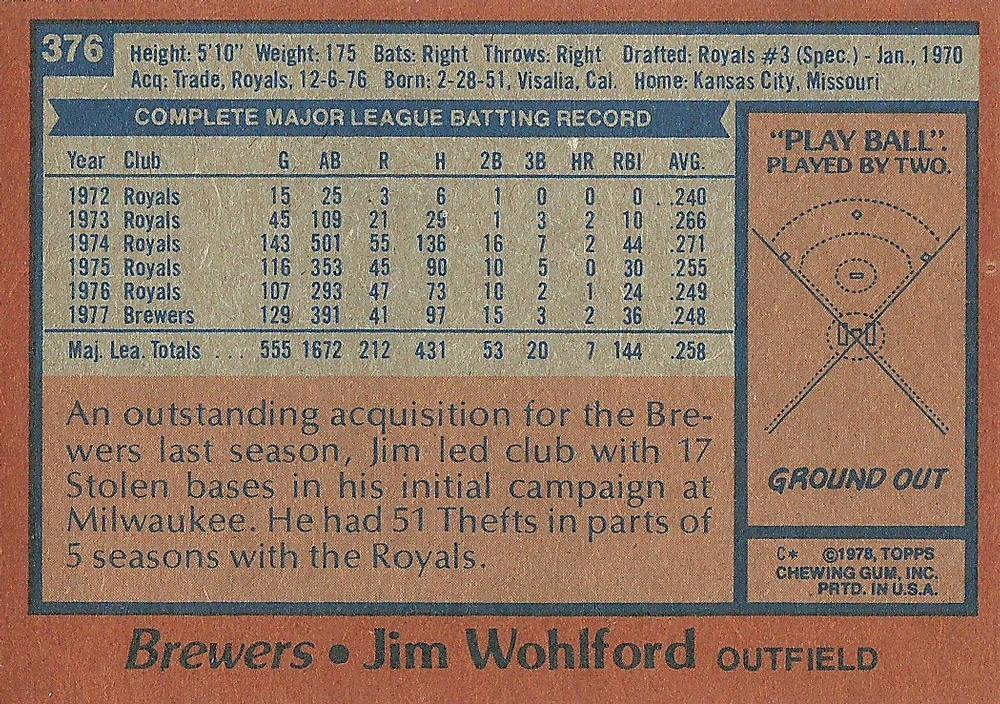 376
Height: 5'10" Weight: 175 Bats: Right Throws: Right Drafted: Royals #3 (Spec.) - Jan., 1970
Acq: Trade, Royals, 12-6-76 Born: 2-28-51, Visalia, Cal. Home: Kansas City, Missouri
COMPLETE MAJOR LEAGUE BATTING RECORD
Year Club G AB R H 2B 3B HR RBI AVG.
1972 Royals 15 25 3 6 1 0 0 0 .240
1973 Royals 45 109 21 29 1 3 2 10 .266
1974 Royals 143 501 55 136 16 7 2 44 .271
1975 Royals 116 353 45 90 10 5 0 30 .255
1976 Royals 107 293 47 73 10 2 1 24 .249
1977 Brewers 129 391 41 97 15 3 2 36 .248
Maj. Lea. Totals ... 555 1672 212 431 53 20 7 144 .258
An outstanding acquisition for the Bre-
wers last season, Jim led club with 17
Stolen bases in his initial campaign at
Milwaukee. He had 51 Thefts in parts of
5 seasons with the Royals.
"PLAY BALL".
PLAYED BY TWO.
GROUND OUT
C* ©1978, TOPPS
CHEWING GUM, INC.
PRTD. IN U.S.A.
Brewers • Jim Wohlford OUTFIELD